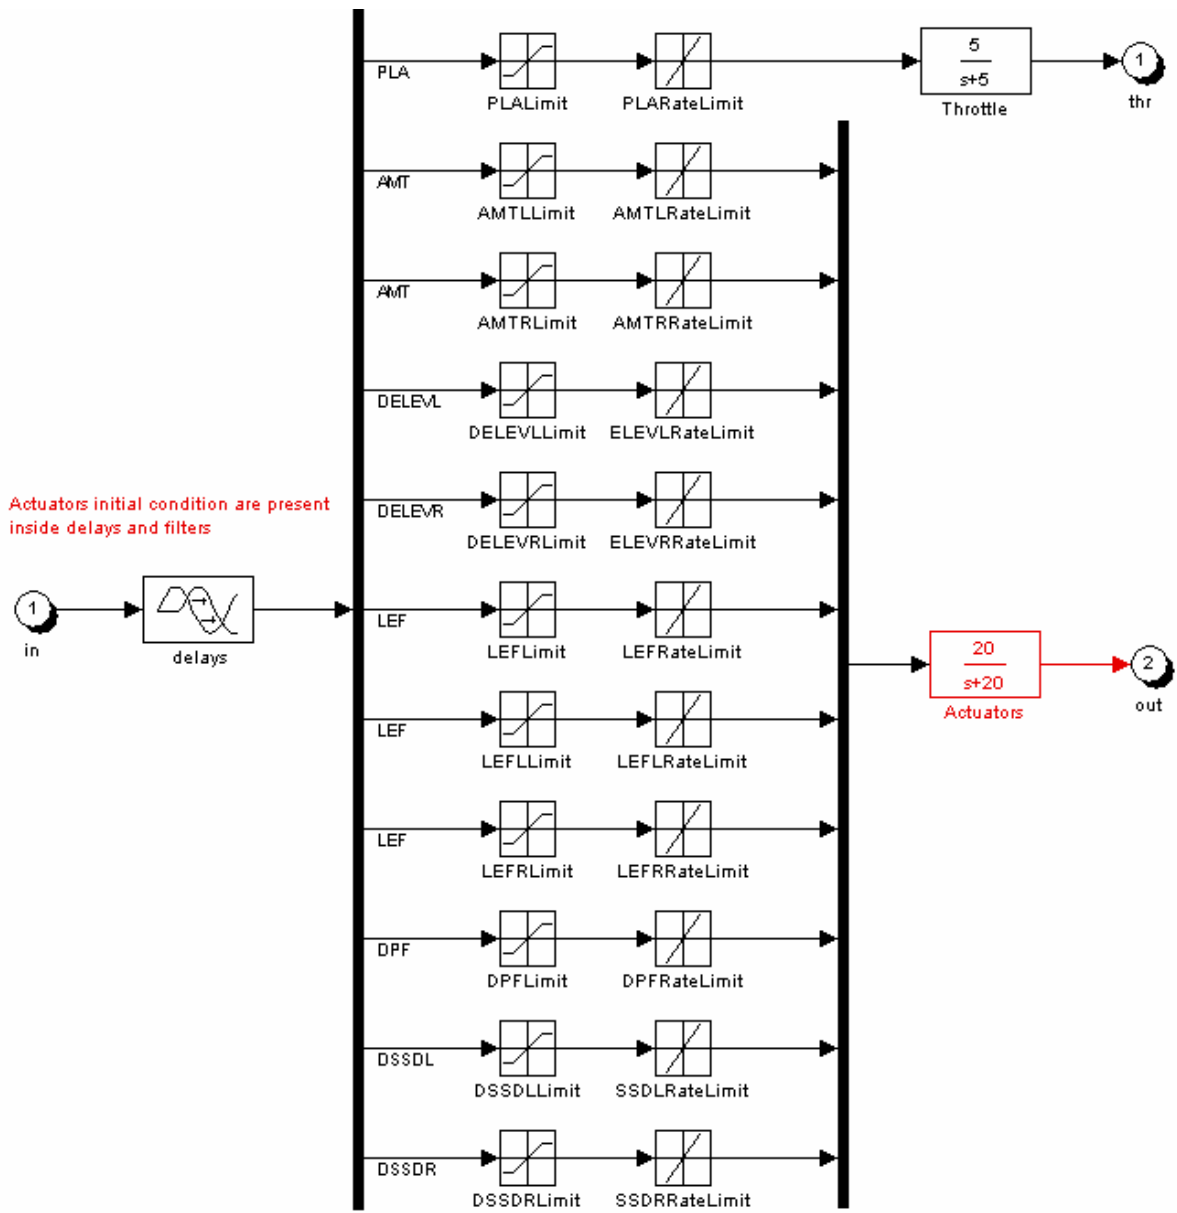 PLA
PLALimit
PLARateLimit
5
s+5
Throttle
1
thr
AMT
AMTLLimit
AMTLRateLimit
AMT
AMTRLimit
AMTRRateLimit
DELEVL
DELEVLLimit
ELEVLRateLimit
Actuators initial condition are present
inside delays and filters
DELEVR
DELEVRLimit
ELEVRRateLimit
1
in
delays
LEF
LEFLimit
LEFRateLimit
20
s+20
Actuators
2
out
LEF
LEFLLimit
LEFLRateLimit
LEF
LEFRLimit
LEFRRateLimit
DPF
DPFLimit
DPFRateLimit
DSSDL
DSSDLLimit
SSDLRateLimit
DSSDR
DSSDRLimit
SSDRRateLimit